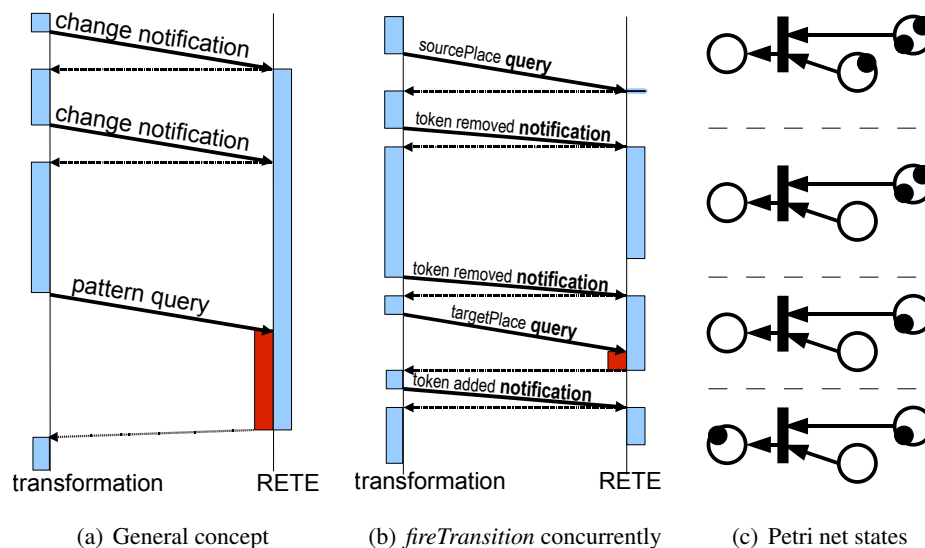 change notification
change notification
pattern query
transformation
RETE
sourcePlace query
token removed notification
token removed notification
targetPlace query
token added notification
transformation
RETE
(a) General concept
(b) fireTransition concurrently
(c) Petri net states